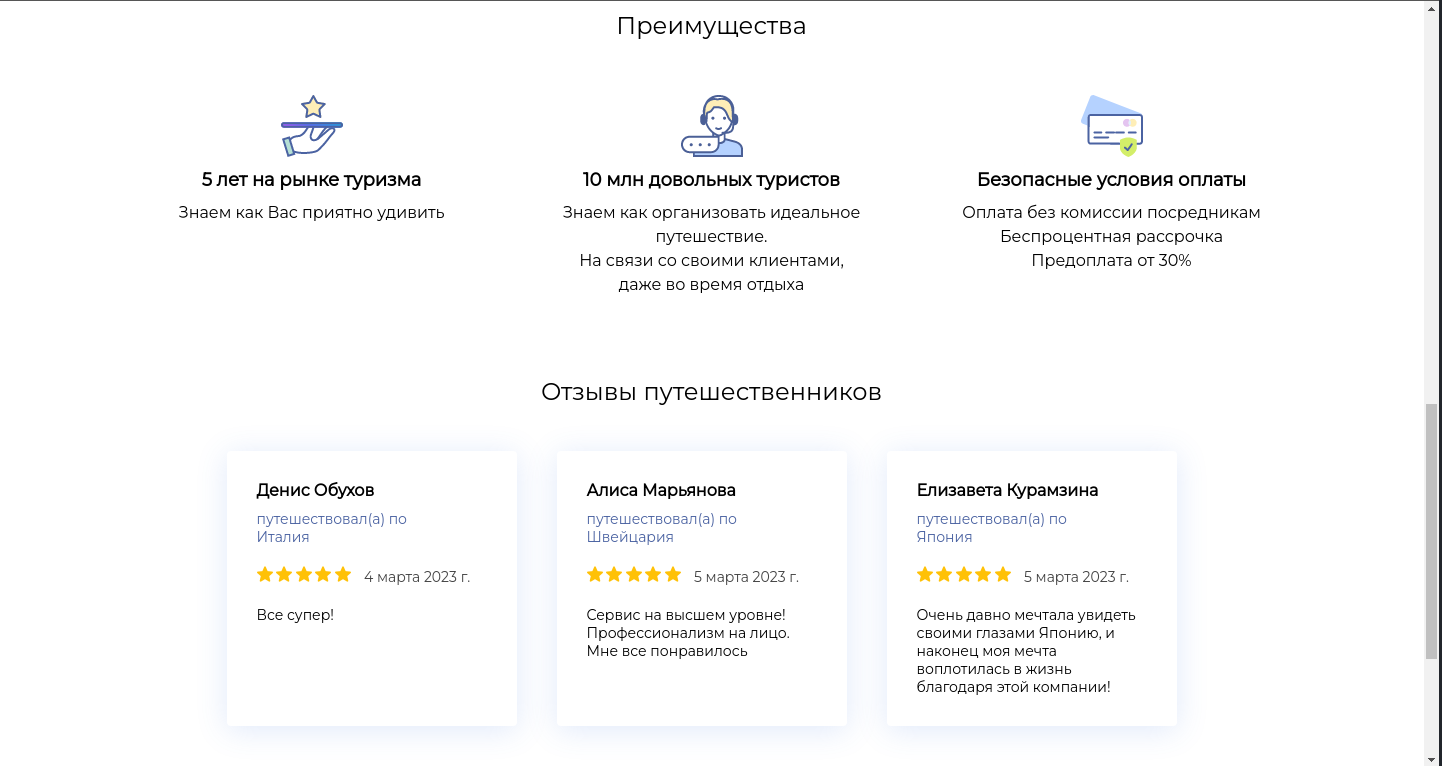 Преимущества
5 лет на рынке туризма
Знаем как Вас приятно удивить
10 млн довольных туристов
Знаем как организовать идеальное
путешествие.
На связи со своими клиентами,
даже во время отдыха
Безопасные условия оплаты
Оплата без комиссии посредникам
Беспроцентная рассрочка
Предоплата от 30%
Отзывы путешественников
Денис Обухов
путешествовал(а) по
Италия
4 марта 2023 г.
Все супер!
Алиса Марьянова
путешествовал(а) по
Швейцария
5 марта 2023 г.
Сервис на высшем уровне!
Профессионализм на лицо.
Мне все понравилось
Елизавета Курамзина
путешествовал(а) по
Япония
5 марта 2023 г.
Очень давно мечтала увидеть
своими глазами Японию, и
наконец моя мечта
воплотилась в жизнь
благодаря этой компании!